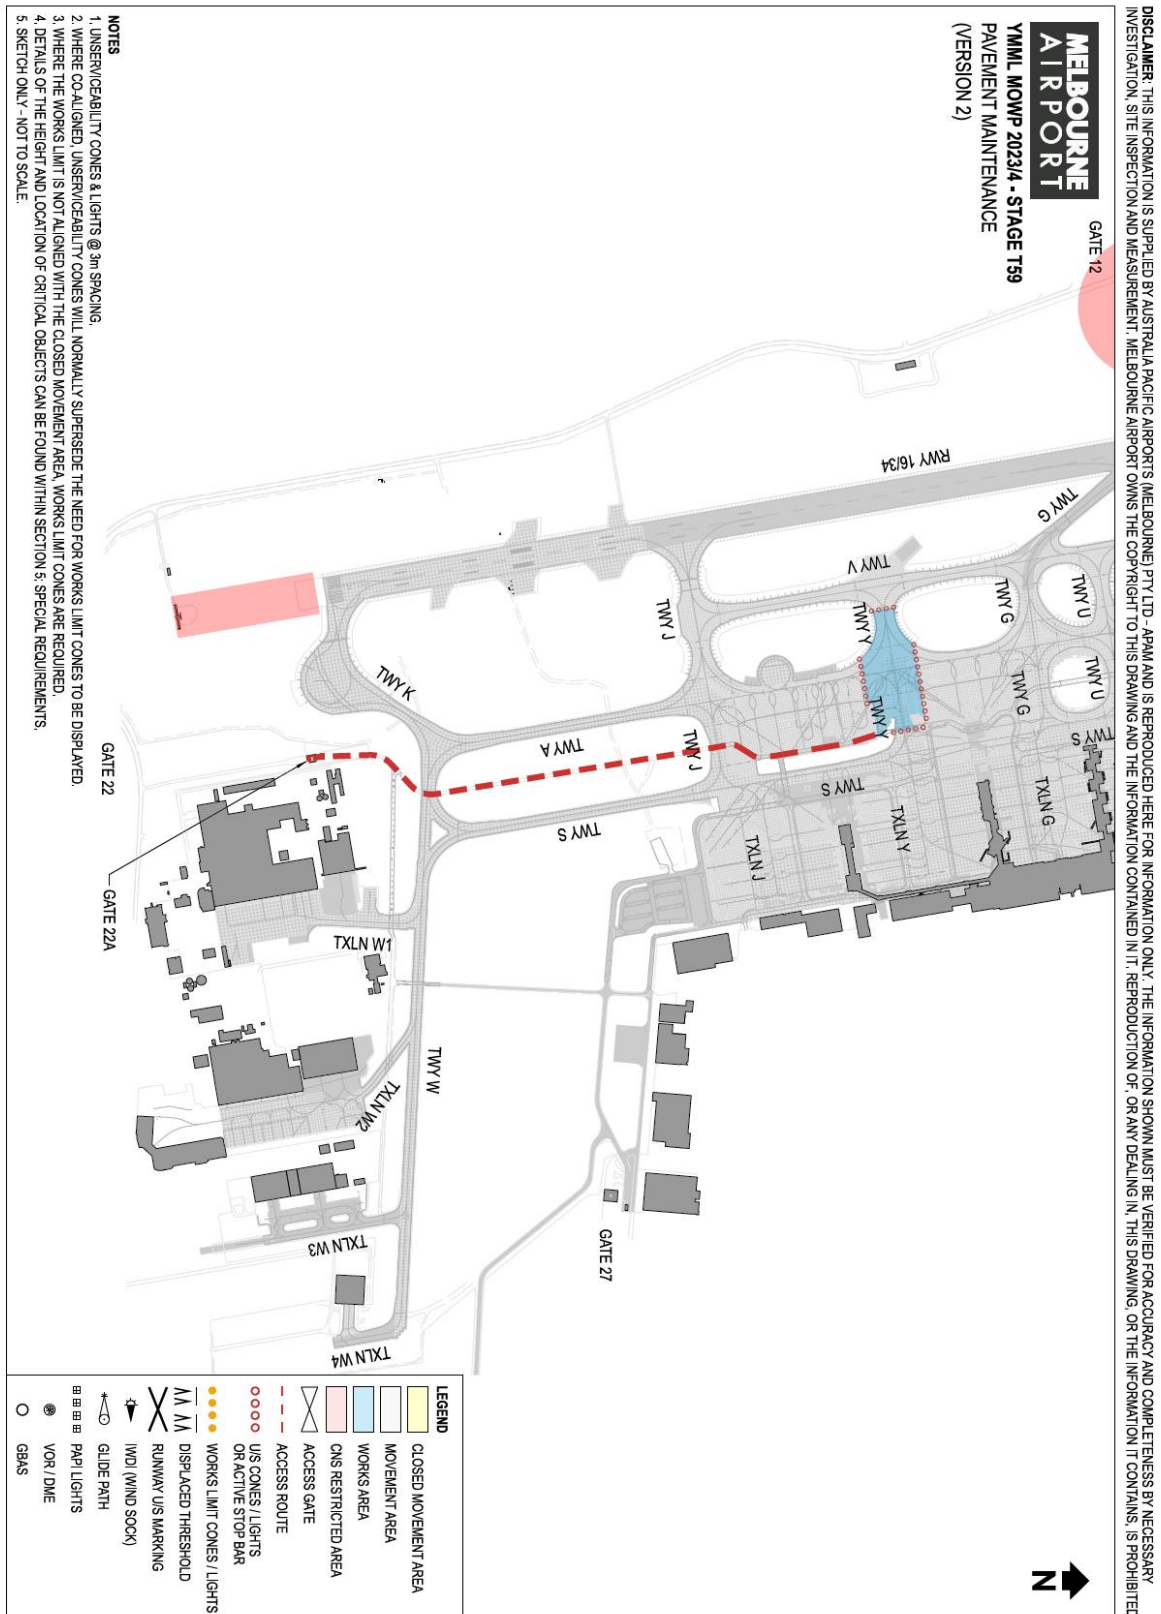 DISCLAIMER: THIS INFORMATION IS SUPPLIED BY AUSTRALIA PACIFIC AIRPORTS (MELBOURNE) PTY LTD - APAM AND IS REPRODUCED HERE FOR INFORMATION ONLY. THE INFORMATION SHOWN MUST BE VERIFIED FOR ACCURACY AND COMPLETENESS BY NECESSARY
INVESTIGATION, SITE INSPECTION AND MEASUREMENT. MELBOURNE AIRPORT OWNS THE COPYRIGHT TO THIS DRAWING AND THE INFORMATION CONTAINED IN IT. REPRODUCTION OF, OR ANY DEALING IN, THIS DRAWING, OR THE INFORMATION IT CONTAINS, IS PROHIBITED
MELBOURNE
AIRPORT
YMML MOWP 2023/4 - STAGE T59
PAVEMENT MAINTENANCE
(VERSION 2)
GATE 12
RWY 16/34
TWY G
TWY V
TWY U
TWY G
TWY Y
TWY J
TWY K
TWY U
TWY G
TWY Y
TWY S
TWY J
TWY A
TWY S
TWY S
TXLN G
TXLN Y
TXLN J
GATE 22
GATE 22A
TXLN W1
TWY W
TXLN W2
TXLN W3
TXLN W4
GATE 27
N
NOTES
1. UNSERVICEABILITY CONES & LIGHTS @ 3m SPACING.
2. WHERE CO-ALIGNED, UNSERVICEABILITY CONES WILL NORMALLY SUPERSEDE THE NEED FOR WORKS LIMIT CONES TO BE DISPLAYED.
3. WHERE THE WORKS LIMIT IS NOT ALIGNED WITH THE CLOSED MOVEMENT AREA, WORKS LIMIT CONES ARE REQUIRED.
4. DETAILS OF THE HEIGHT AND LOCATION OF CRITICAL OBJECTS CAN BE FOUND WITHIN SECTION 5: SPECIAL REQUIREMENTS.
5. SKETCH ONLY - NOT TO SCALE.
LEGEND
CLOSED MOVEMENT AREA
MOVEMENT AREA
WORKS AREA
CNS RESTRICTED AREA
ACCESS GATE
ACCESS ROUTE
U/S CONES / LIGHTS
OR ACTIVE STOP BAR
WORKS LIMIT CONES / LIGHTS
DISPLACED THRESHOLD
RUNWAY U/S MARKING
IWDI (WIND SOCK)
GLIDE PATH
PAPI LIGHTS
VOR / DME
GBAS